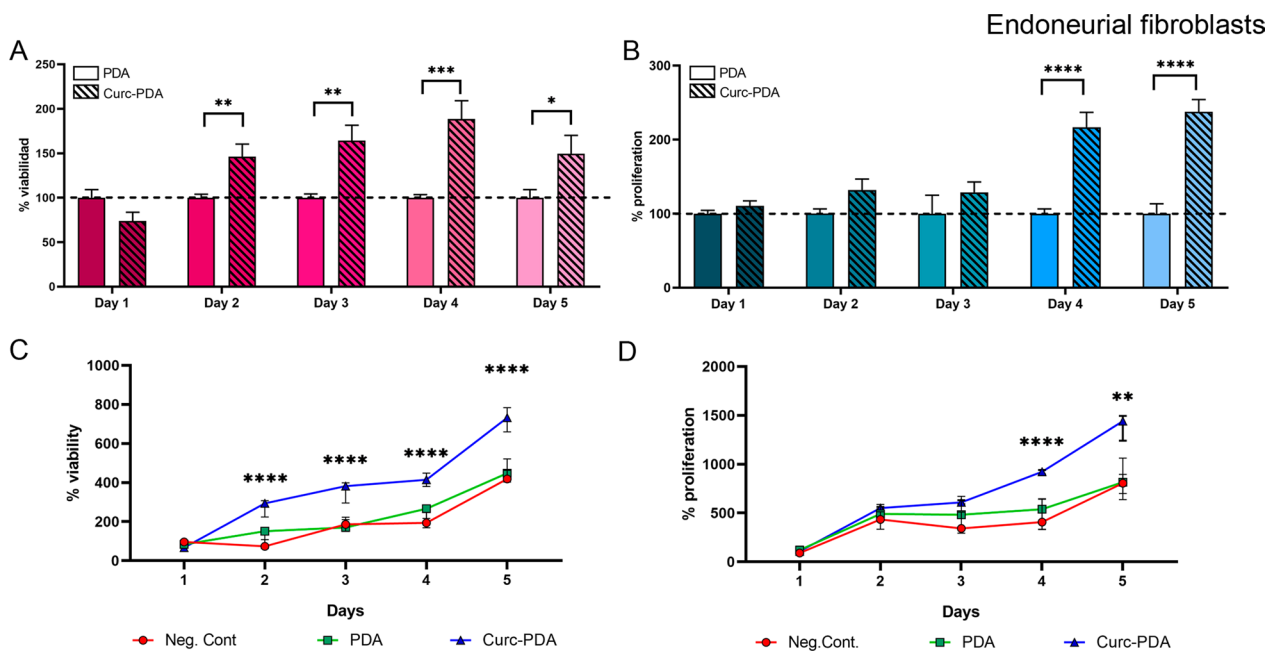 Endoneurial fibroblasts
A
PDA
Curc-PDA
% viabilidad
250
200
150
100
50
0
**
**
***
*
Day 1 Day 2 Day 3 Day 4 Day 5
B
PDA
Curc-PDA
% proliferation
300
200
100
0
****
****
Day 1 Day 2 Day 3 Day 4 Day 5
C
% viability
1000
800
600
400
200
0
****
****
****
****
1 2 3 4 5
Days
Neg. Cont PDA Curc-PDA
D
% proliferation
2000
1500
1000
500
0
****
**
1 2 3 4 5
Days
Neg.Cont. PDA Curc-PDA